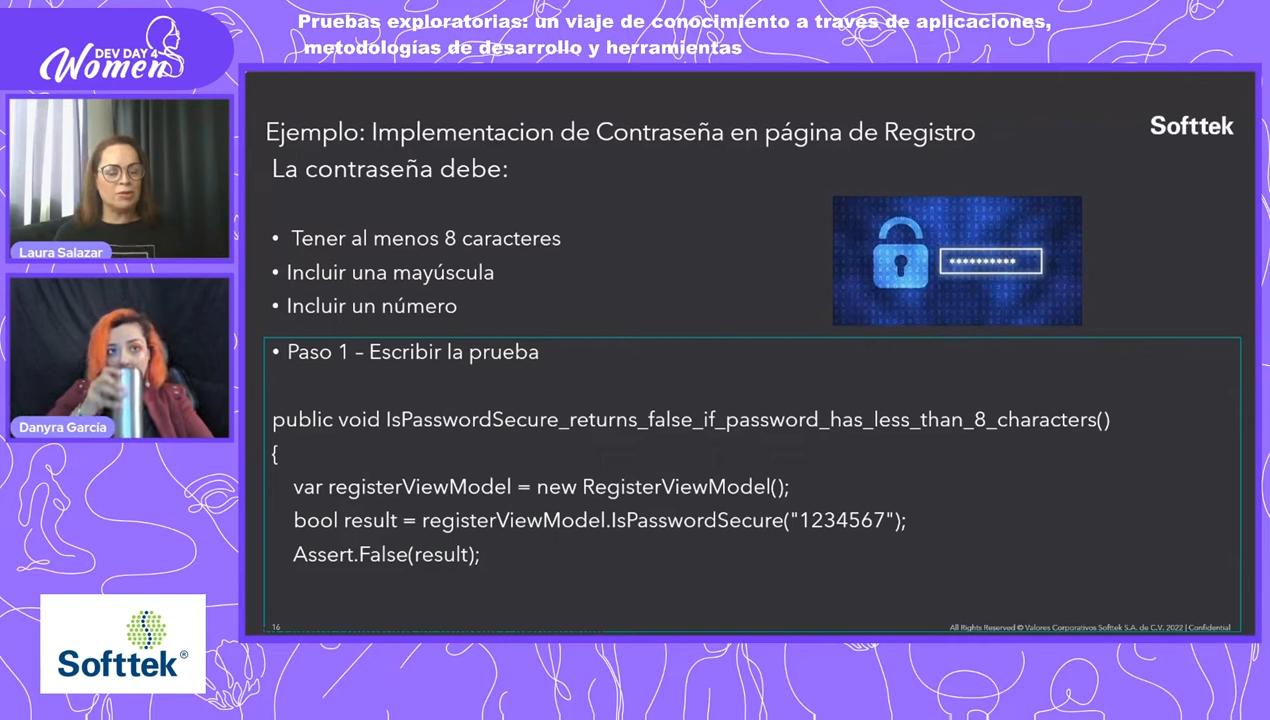 Pruebas exploratorias: un viaje de conocimiento a través de aplicaciones,
metodologías de desarrollo y herramientas
DEV DAY 4
Women
Laura Salazar
Danyra García
Softtek®
Ejemplo: Implementacion de Contraseña en página de Registro
Softtek
La contraseña debe:
• Tener al menos 8 caracteres
• Incluir una mayúscula
• Incluir un número
**********
• Paso 1 – Escribir la prueba
public void IsPasswordSecure_returns_false_if_password_has_less_than_8_characters()
{
var registerViewModel = new RegisterViewModel();
bool result = registerViewModel.IsPasswordSecure("1234567");
Assert.False(result);
16
All Rights Reserved © Valores Corporativos Softtek S.A. de C.V. 2022 | Confidential